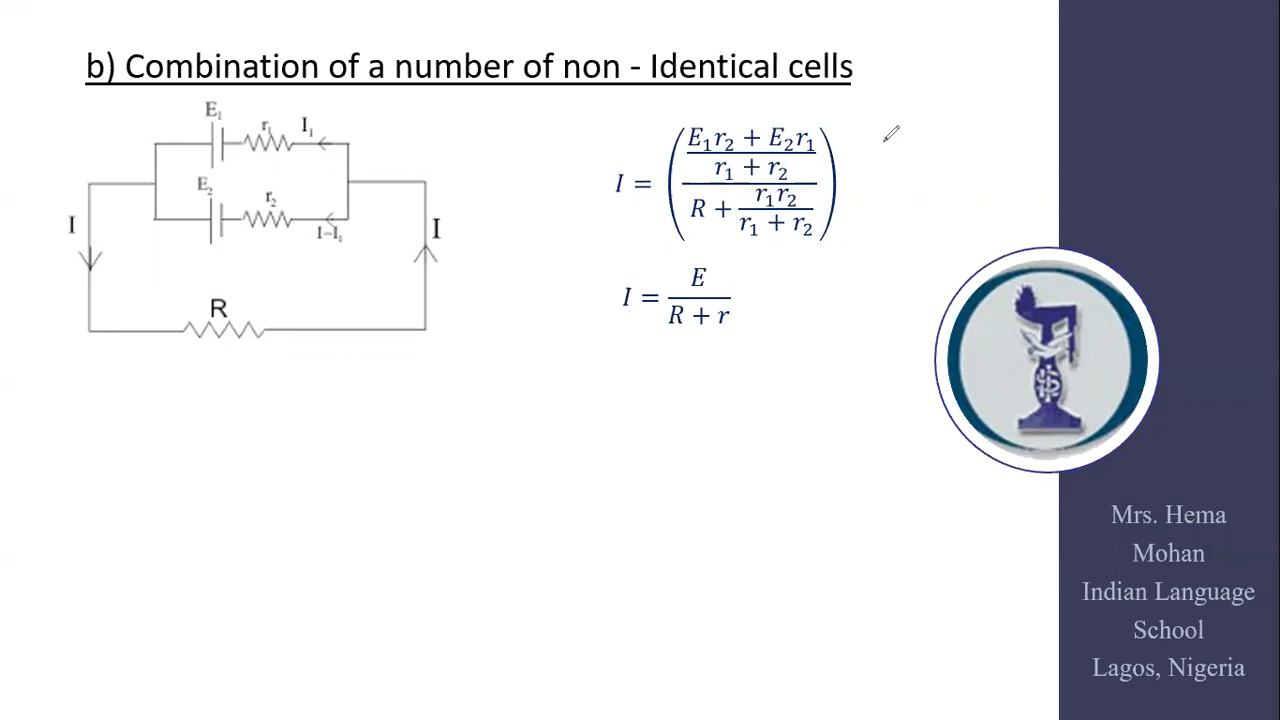 b) Combination of a number of non - Identical cells
E₁
r₁
I₁
E₂
r₂
I–I₁
I
I
R
I = ( ((E₁r₂ + E₂r₁)/(r₁ + r₂)) / (R + (r₁r₂)/(r₁ + r₂)) )
I = E/(R + r)
Mrs. Hema
Mohan
Indian Language
School
Lagos, Nigeria